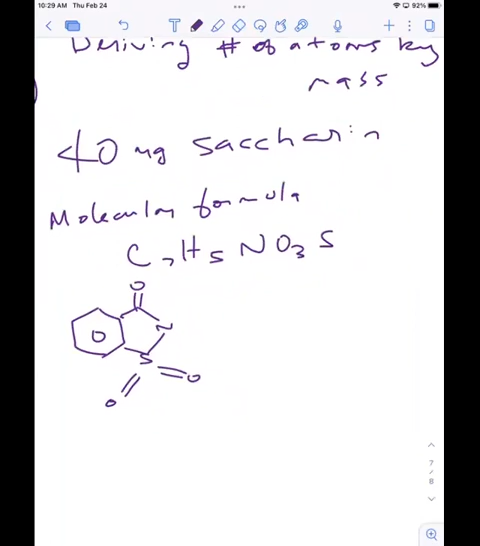 10:29 AM Thu Feb 24
92%
Deriving # of atoms by
mass
40 mg saccharin
Molecular formula
C7H5NO3S
O
N
S
O
O
7
/
8